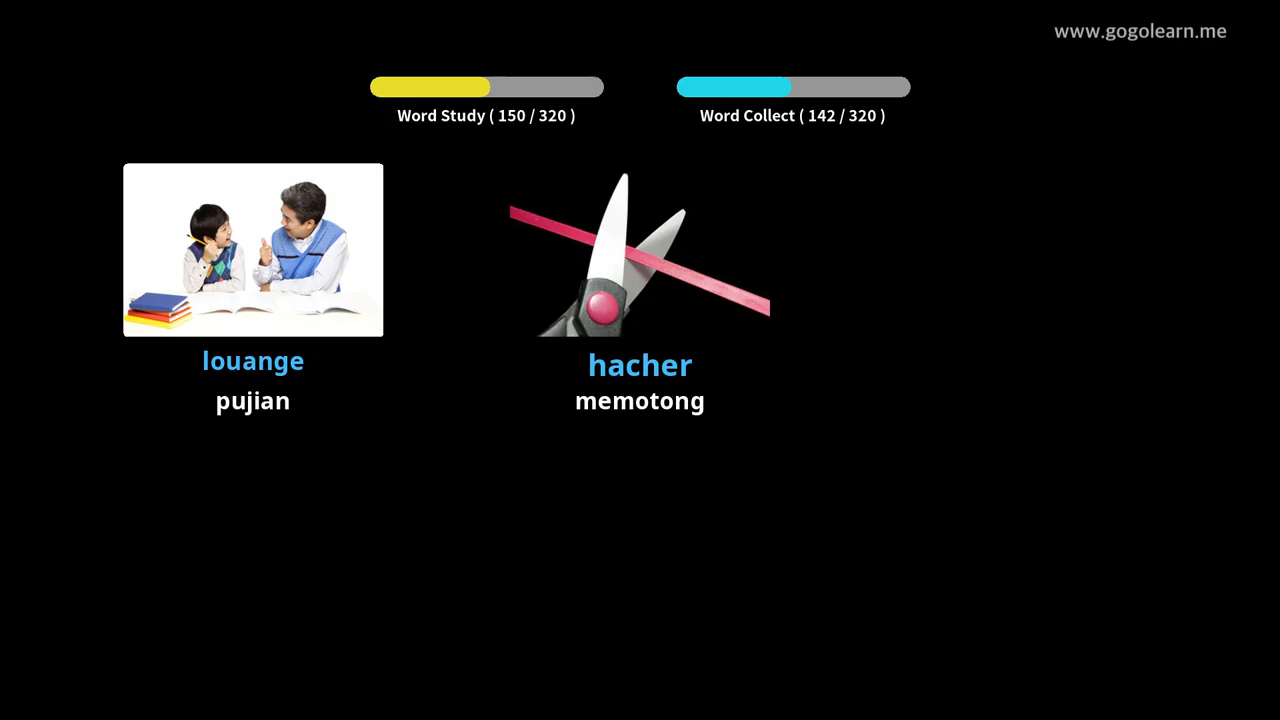 www.gogolearn.me
Word Study ( 150 / 320 )
Word Collect ( 142 / 320 )
louange
pujian
hacher
memotong